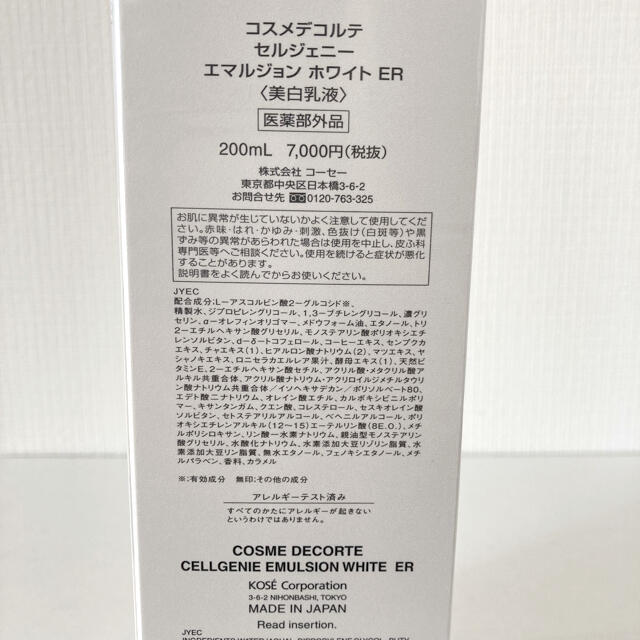 コスメデコルテ
セルジェニー
エマルジョン ホワイト ER
〈美白乳液〉
医薬部外品
200mL 7,000円(税抜)
株式会社 コーセー
東京都中央区日本橋3-6-2
お問合せ先 0120-763-325
お肌に異常が生じていないかよく注意して使用してくだ
さい。赤味・はれ・かゆみ・刺激、色抜け(白斑等)や黒
ずみ等の異常があらわれた場合は使用を中止し、皮ふ科
専門医等へご相談ください。使用を続けると症状が悪化
することがあります。
説明書をよく読んでからお使いください。
JYEC
配合成分:L-アスコルビン酸2-グルコシド※、
精製水、ジプロピレングリコール、1,3-ブチレングリコール、濃グリ
セリン、α-オレフィンオリゴマー、メドウフォーム油、エタノール、トリ
2-エチルヘキサン酸グリセリル、モノステアリン酸ポリオキシエチ
レンソルビタン、d-δ-トコフェロール、コーヒーエキス、センブクカ
エキス、チャエキス(1)、ヒアルロン酸ナトリウム(2)、マツエキス、ヤ
シャノキエキス、ロニセラカエルレア果汁、酵母エキス(1)、天然ビ
タミンE、2-エチルヘキサン酸セチル、アクリル酸・メタクリル酸ア
ルキル共重合体、アクリル酸ナトリウム・アクリロイルジメチルタウリ
ン酸ナトリウム共重合体／イソヘキサデカン／ポリソルベート80、
エデト酸二ナトリウム、オレイン酸エチル、カルボキシビニルポリ
マー、キサンタンガム、クエン酸、コレステロール、セスキオレイン酸
ソルビタン、セトステアリルアルコール、ベヘニルアルコール、ポリ
オキシエチレンアルキル(12～15)エーテルリン酸(8E.O.)、メチ
ルポリシロキサン、リン酸一水素ナトリウム、親油型モノステアリン
酸グリセリル、水酸化ナトリウム、水素添加大豆リゾリン脂質、水
素添加大豆リン脂質、無水エタノール、フェノキシエタノール、メチ
ルパラベン、香料、カラメル
※:有効成分 無印:その他の成分
アレルギーテスト済み
すべてのかたにアレルギーが起きない
というわけではありません。
COSME DECORTE
CELLGENIE EMULSION WHITE ER
KOSÉ Corporation
3-6-2 NIHONBASHI, TOKYO
MADE IN JAPAN
Read insertion.
JYEC